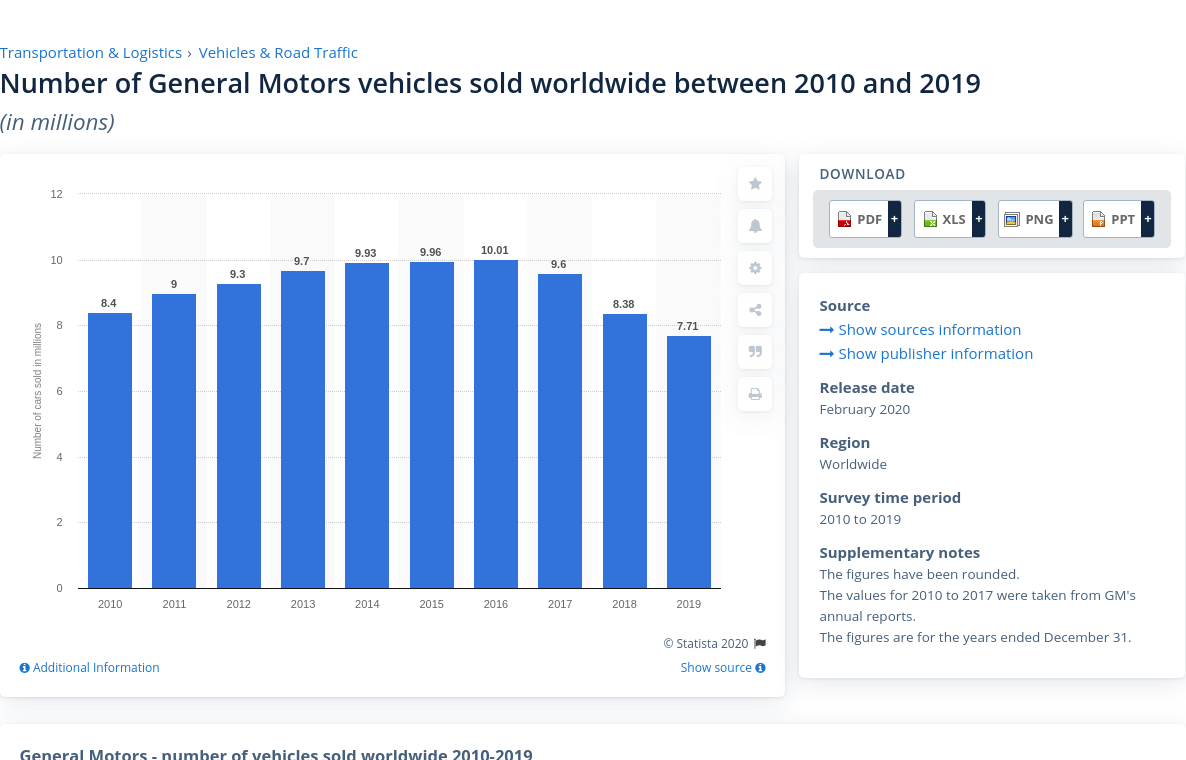 Transportation & Logistics › Vehicles & Road Traffic
Number of General Motors vehicles sold worldwide between 2010 and 2019
(in millions)
Number of cars sold in millions
12
10
8
6
4
2
0
8.4
9
9.3
9.7
9.93
9.96
10.01
9.6
8.38
7.71
2010
2011
2012
2013
2014
2015
2016
2017
2018
2019
© Statista 2020
Additional Information
Show source
DOWNLOAD
PDF +
XLS +
PNG +
PPT +
Source
Show sources information
Show publisher information
Release date
February 2020
Region
Worldwide
Survey time period
2010 to 2019
Supplementary notes
The figures have been rounded.
The values for 2010 to 2017 were taken from GM's
annual reports.
The figures are for the years ended December 31.
General Motors - number of vehicles sold worldwide 2010-2019